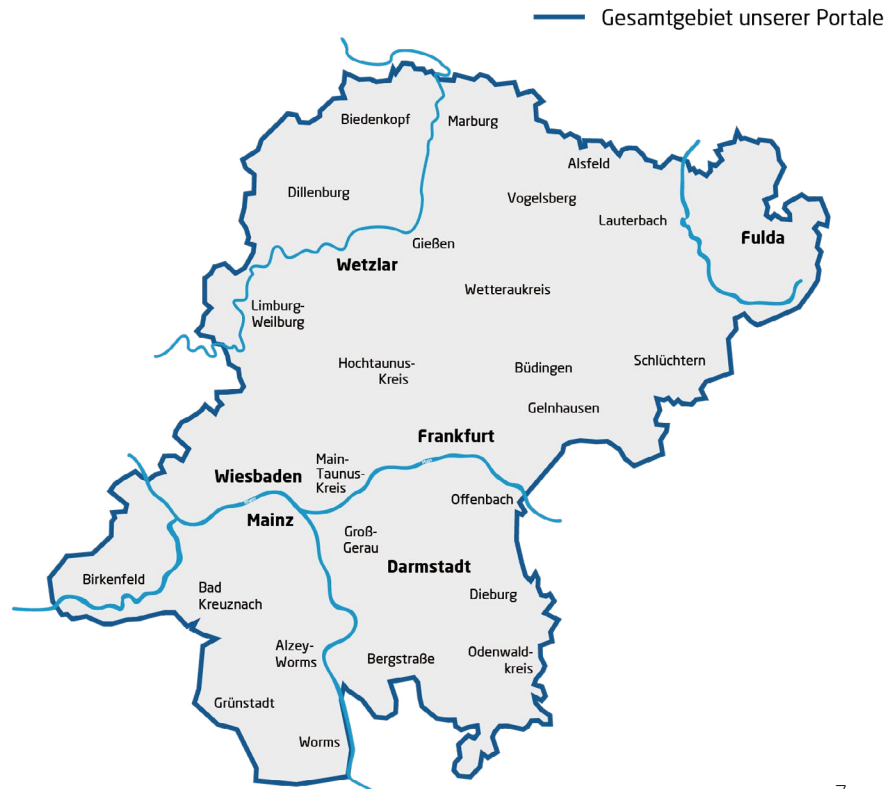 Gesamtgebiet unserer Portale
Biedenkopf
Marburg
Alsfeld
Dillenburg
Vogelsberg
Lauterbach
Fulda
Gießen
Wetzlar
Wetteraukreis
Limburg-
Weilburg
Hochtaunus-
Kreis
Büdingen
Schlüchtern
Gelnhausen
Frankfurt
Main-
Taunus-
Kreis
Wiesbaden
Main
Rhein
Offenbach
Mainz
Groß-
Gerau
Darmstadt
Birkenfeld
Bad
Kreuznach
Dieburg
Alzey-
Worms
Bergstraße
Odenwald-
kreis
Grünstadt
Worms